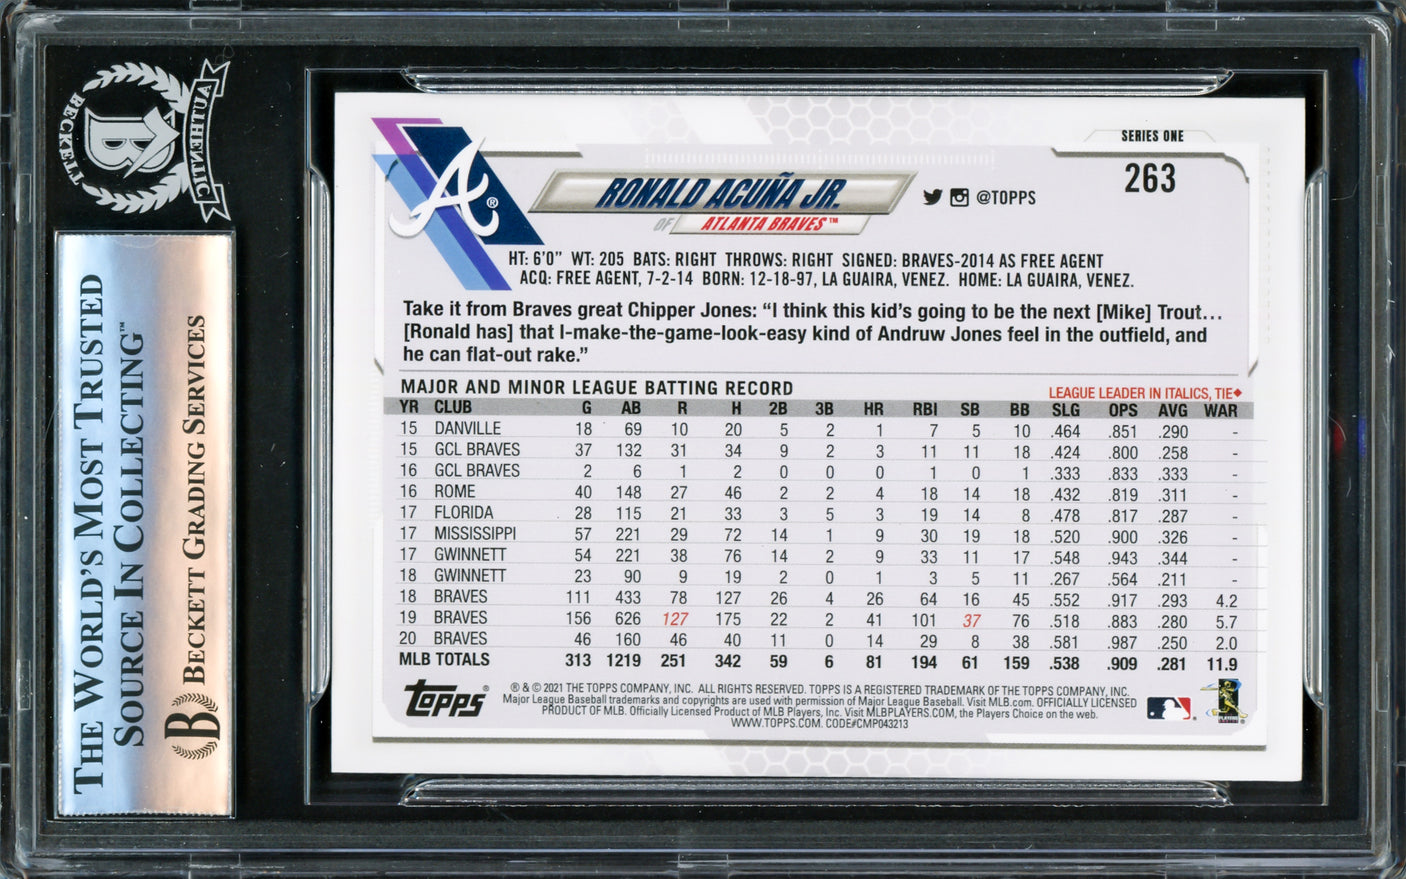 BECKETT AUTHENTIC
THE WORLD'S MOST TRUSTED
SOURCE IN COLLECTING™
B BECKETT GRADING SERVICES
SERIES ONE
263
A®
RONALD ACUÑA JR.
OF ATLANTA BRAVES™
@TOPPS
HT: 6'0" WT: 205 BATS: RIGHT THROWS: RIGHT SIGNED: BRAVES-2014 AS FREE AGENT
ACQ: FREE AGENT, 7-2-14 BORN: 12-18-97, LA GUAIRA, VENEZ. HOME: LA GUAIRA, VENEZ.
Take it from Braves great Chipper Jones: “I think this kid’s going to be the next [Mike] Trout…
[Ronald has] that I-make-the-game-look-easy kind of Andruw Jones feel in the outfield, and
he can flat-out rake.”
MAJOR AND MINOR LEAGUE BATTING RECORD
LEAGUE LEADER IN ITALICS, TIE◆
YR CLUB G AB R H 2B 3B HR RBI SB BB SLG OPS AVG WAR
15 DANVILLE 18 69 10 20 5 2 1 7 5 10 .464 .851 .290 -
15 GCL BRAVES 37 132 31 34 9 2 3 11 11 18 .424 .800 .258 -
16 GCL BRAVES 2 6 1 2 0 0 0 1 0 1 .333 .833 .333 -
16 ROME 40 148 27 46 2 2 4 18 14 18 .432 .819 .311 -
17 FLORIDA 28 115 21 33 3 5 3 19 14 8 .478 .817 .287 -
17 MISSISSIPPI 57 221 29 72 14 1 9 30 19 18 .520 .900 .326 -
17 GWINNETT 54 221 38 76 14 2 9 33 11 17 .548 .943 .344 -
18 GWINNETT 23 90 9 19 2 0 1 3 5 11 .267 .564 .211 -
18 BRAVES 111 433 78 127 26 4 26 64 16 45 .552 .917 .293 4.2
19 BRAVES 156 626 127 175 22 2 41 101 37 76 .518 .883 .280 5.7
20 BRAVES 46 160 46 40 11 0 14 29 8 38 .581 .987 .250 2.0
MLB TOTALS 313 1219 251 342 59 6 81 194 61 159 .538 .909 .281 11.9
topps®
® & © 2021 THE TOPPS COMPANY, INC. ALL RIGHTS RESERVED. TOPPS IS A REGISTERED TRADEMARK OF THE TOPPS COMPANY, INC.
Major League Baseball trademarks and copyrights are used with permission of Major League Baseball. Visit MLB.com. OFFICIALLY LICENSED
PRODUCT OF MLB. Officially Licensed Product of MLB Players, Inc. Visit MLBPLAYERS.COM, the Players Choice on the web.
WWW.TOPPS.COM. CODE#CMP043213